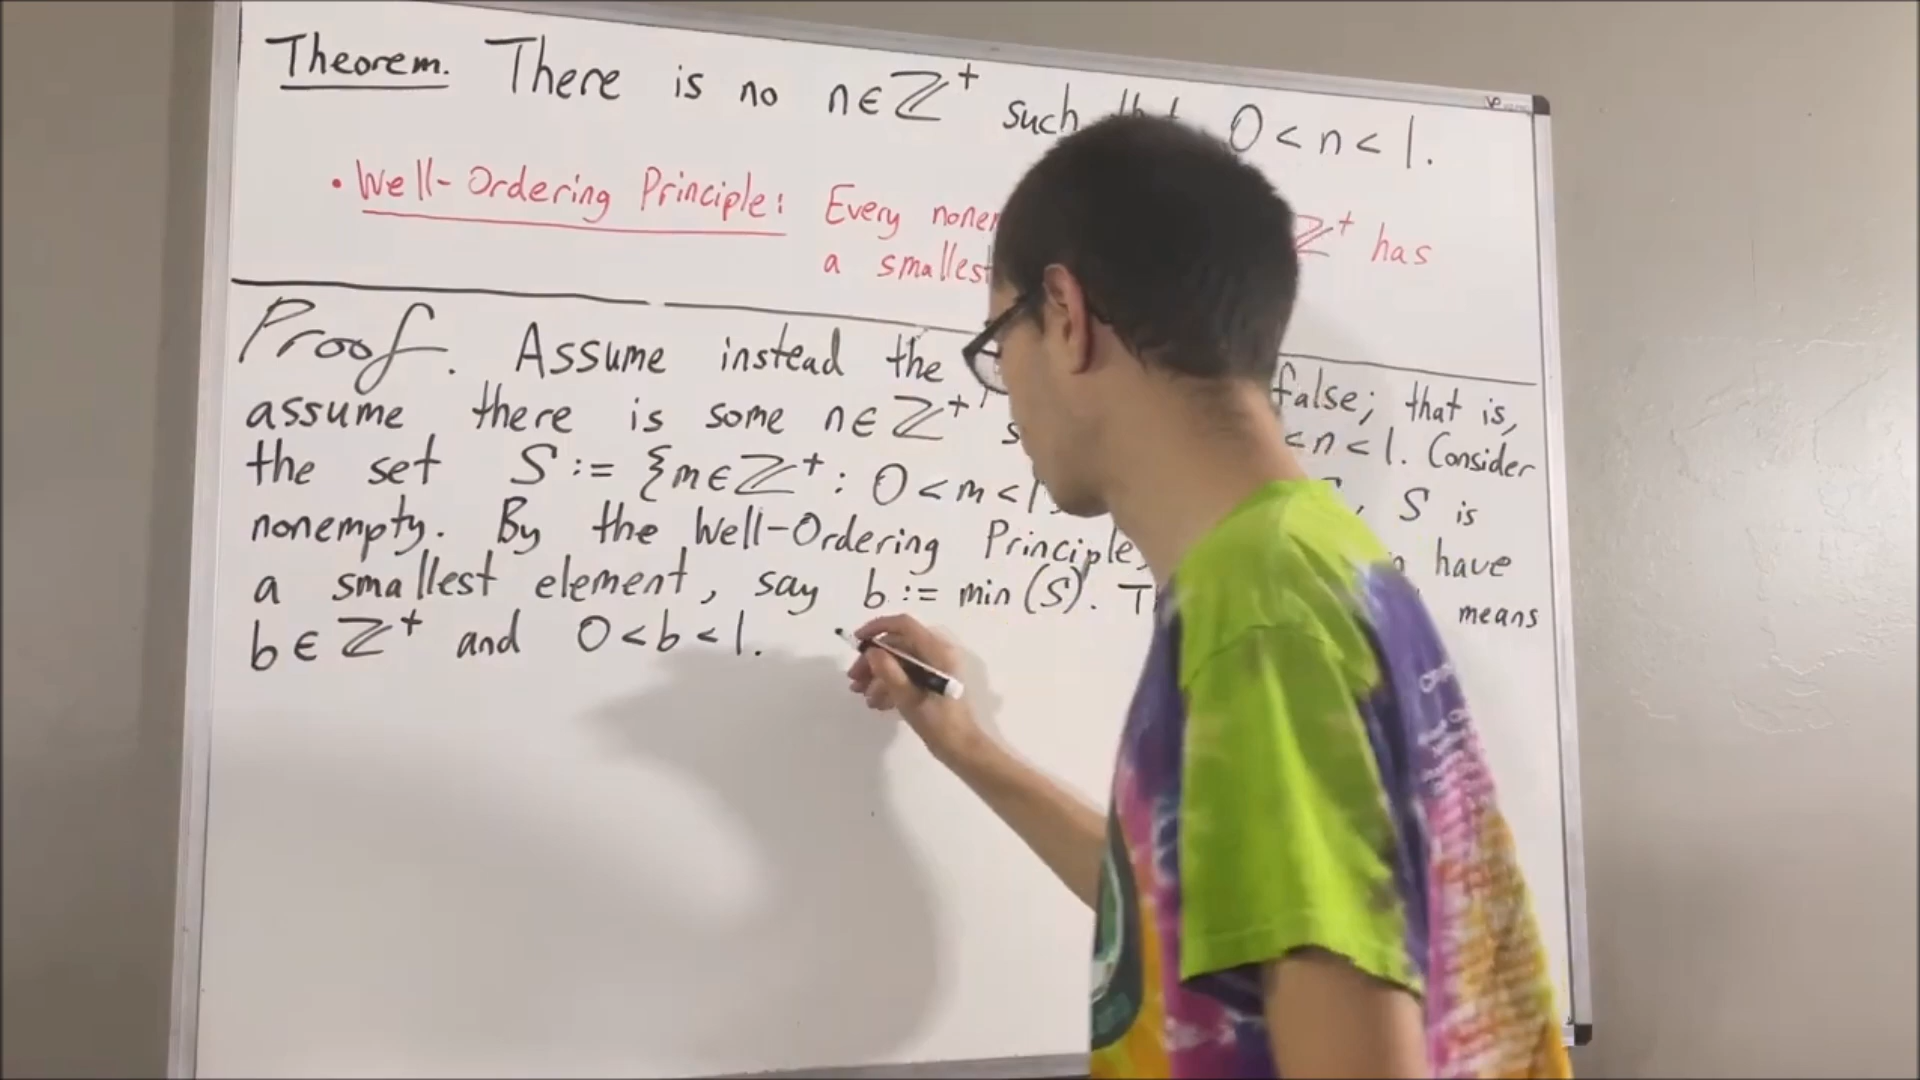 Theorem. There is no n∈ℤ⁺ such 0<n<1.
• Well-Ordering Principle: Every ℤ⁺ has
a smallest
Proof. Assume instead the false; that is,
assume there is some n∈ℤ⁺ <n<1. Consider
the set S:= {m∈ℤ⁺: 0<m<1 , S is
nonempty. By the Well-Ordering Principle, have
a smallest element, say b:= min(S). means
b∈ℤ⁺ and 0<b<1.